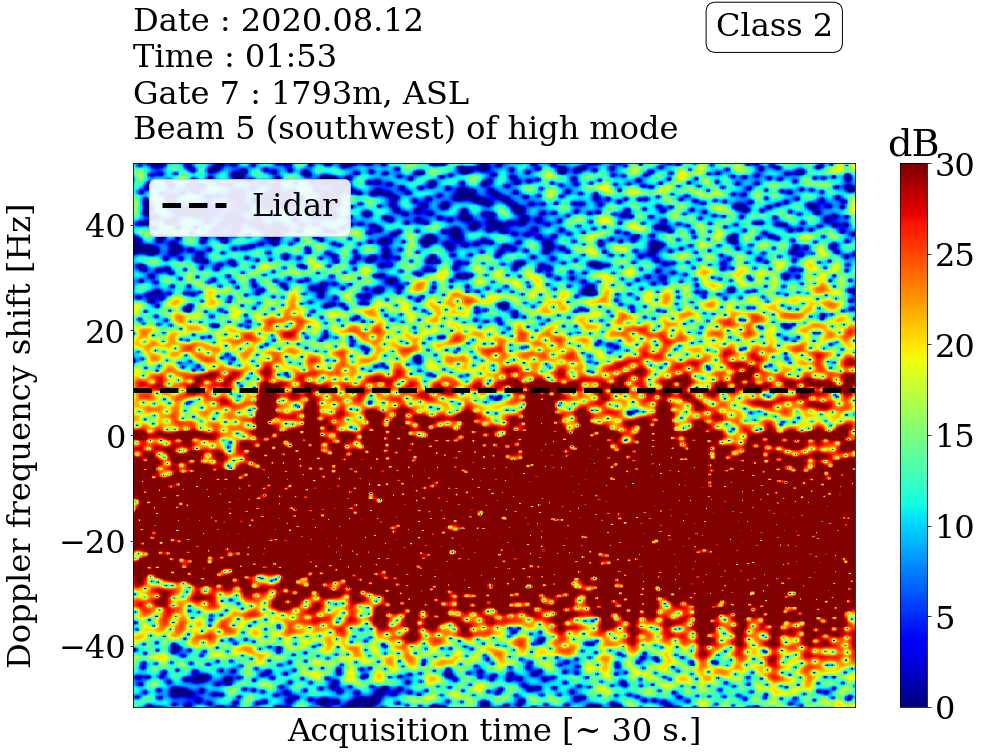 Date : 2020.08.12
Time : 01:53
Gate 7 : 1793m, ASL
Beam 5 (southwest) of high mode
Class 2
dB
Lidar
Doppler frequency shift [Hz]
40
20
0
−20
−40
30
25
20
15
10
5
0
Acquisition time [~ 30 s.]